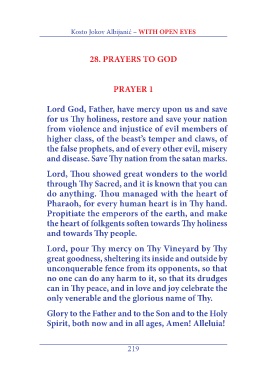 Kosto Jokov Albijanić – WITH OPEN EYES
28. PRAYERS TO GOD
PRAYER 1
Lord God, Father, have mercy upon us and save
for us Thy holiness, restore and save your nation
from violence and injustice of evil members of
higher class, of the beast's temper and claws, of
the false prophets, and of every other evil, misery
and disease. Save Thy nation from the satan marks.
Lord, Thou showed great wonders to the world
through Thy Sacred, and it is known that you can
do anything. Thou managed with the heart of
Pharaoh, for every human heart is in Thy hand.
Propitiate the emperors of the earth, and make
the heart of folkgents soften towards Thy holiness
and towards Thy people.
Lord, pour Thy mercy on Thy Vineyard by Thy
great goodness, sheltering its inside and outside by
unconquerable fence from its opponents, so that
no one can do any harm to it, so that its drudges
can in Thy peace, and in love and joy celebrate the
only venerable and the glorious name of Thy.
Glory to the Father and to the Son and to the Holy
Spirit, both now and in all ages, Amen! Alleluia!
219